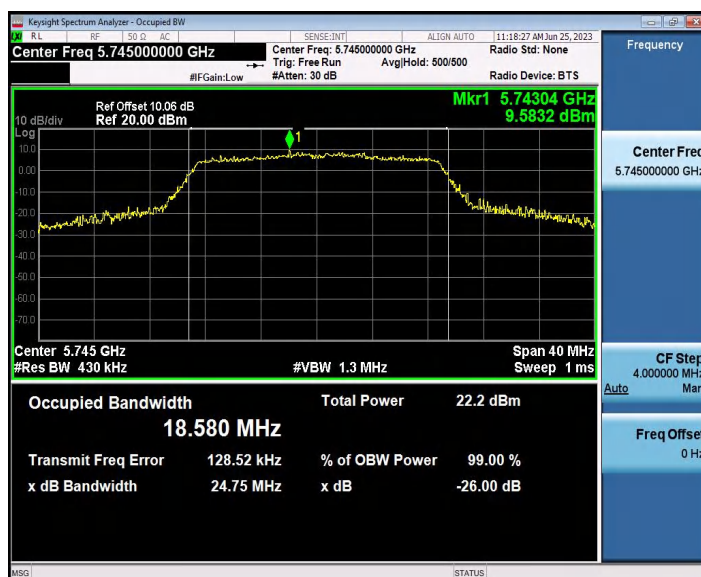 Keysight Spectrum Analyzer - Occupied BW
RL RF 50 Ω AC SENSE:INT ALIGN AUTO 11:18:27 AM Jun 25, 2023
Center Freq 5.745000000 GHz
Center Freq: 5.745000000 GHz
Radio Std: None
Trig: Free Run Avg|Hold: 500/500
#IFGain:Low
#Atten: 30 dB
Radio Device: BTS
Frequency
Mkr1 5.74304 GHz
9.5832 dBm
Ref Offset 10.06 dB
10 dB/div Ref 20.00 dBm
Log
1
10.0
0.00
-10.0
-20.0
-30.0
-40.0
-50.0
-60.0
-70.0
Center 5.745 GHz
Span 40 MHz
#Res BW 430 kHz
#VBW 1.3 MHz
Sweep 1 ms
Occupied Bandwidth
18.580 MHz
Total Power 22.2 dBm
Transmit Freq Error 128.52 kHz
% of OBW Power 99.00 %
x dB Bandwidth 24.75 MHz
x dB -26.00 dB
Center Freq
5.745000000 GHz
CF Step
4.000000 MHz
Auto Man
Freq Offset
0 Hz
MSG
STATUS